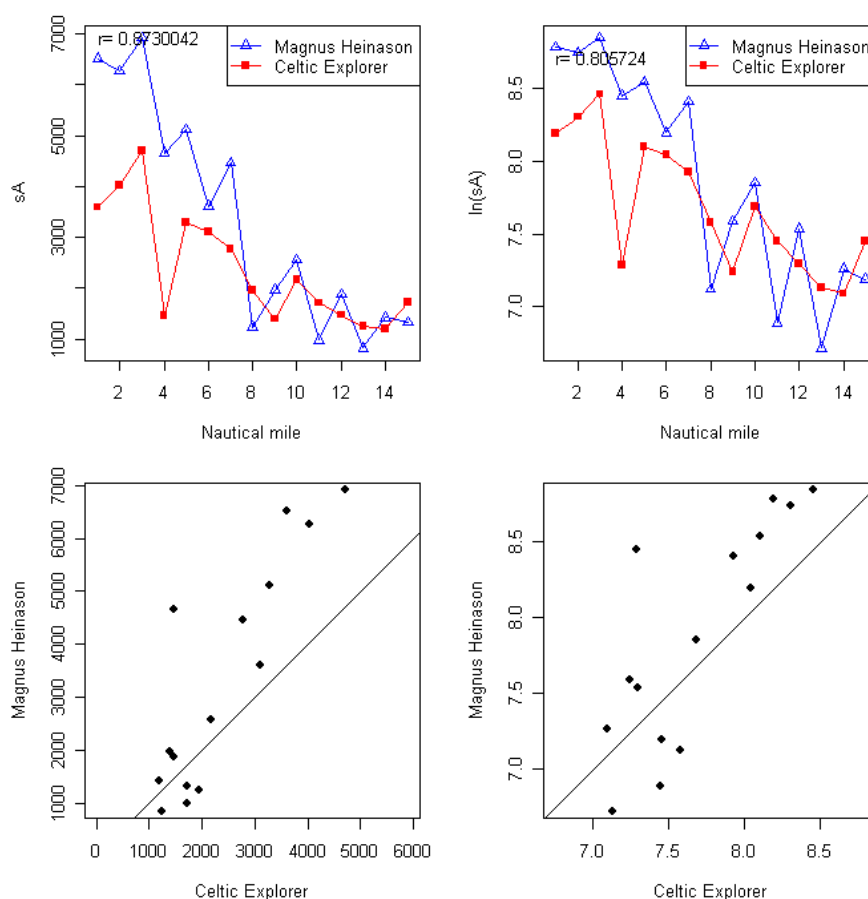 r= 0.8730042
Magnus Heinason
Celtic Explorer
sA
7000
5000
3000
1000
2 4 6 8 10 12 14
Nautical mile
r= 0.805724
Magnus Heinason
Celtic Explorer
ln(sA)
8.5
8.0
7.5
7.0
2 4 6 8 10 12 14
Nautical mile
Magnus Heinason
7000
6000
5000
4000
3000
2000
1000
0 1000 2000 3000 4000 5000 6000
Celtic Explorer
Magnus Heinason
8.5
8.0
7.5
7.0
7.0 7.5 8.0 8.5
Celtic Explorer